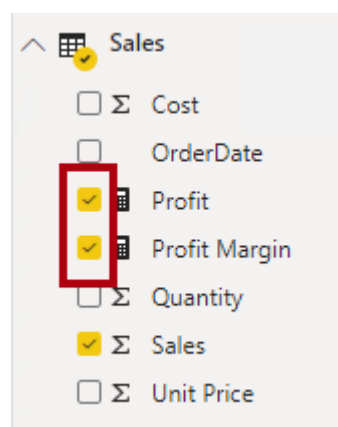 Sales
Σ Cost
OrderDate
Profit
Profit Margin
Σ Quantity
Σ Sales
Σ Unit Price